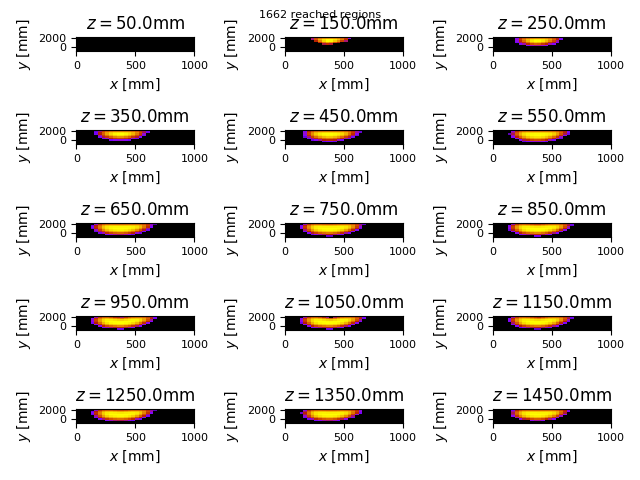 1662 reached regions
z = 50.0mm z = 150.0mm z = 250.0mm
y [mm] 2000 0 y [mm] 2000 0 y [mm] 2000 0
0 500 1000 0 500 1000 0 500 1000
x [mm] x [mm] x [mm]
z = 350.0mm z = 450.0mm z = 550.0mm
y [mm] 2000 0 y [mm] 2000 0 y [mm] 2000 0
0 500 1000 0 500 1000 0 500 1000
x [mm] x [mm] x [mm]
z = 650.0mm z = 750.0mm z = 850.0mm
y [mm] 2000 0 y [mm] 2000 0 y [mm] 2000 0
0 500 1000 0 500 1000 0 500 1000
x [mm] x [mm] x [mm]
z = 950.0mm z = 1050.0mm z = 1150.0mm
y [mm] 2000 0 y [mm] 2000 0 y [mm] 2000 0
0 500 1000 0 500 1000 0 500 1000
x [mm] x [mm] x [mm]
z = 1250.0mm z = 1350.0mm z = 1450.0mm
y [mm] 2000 0 y [mm] 2000 0 y [mm] 2000 0
0 500 1000 0 500 1000 0 500 1000
x [mm] x [mm] x [mm]